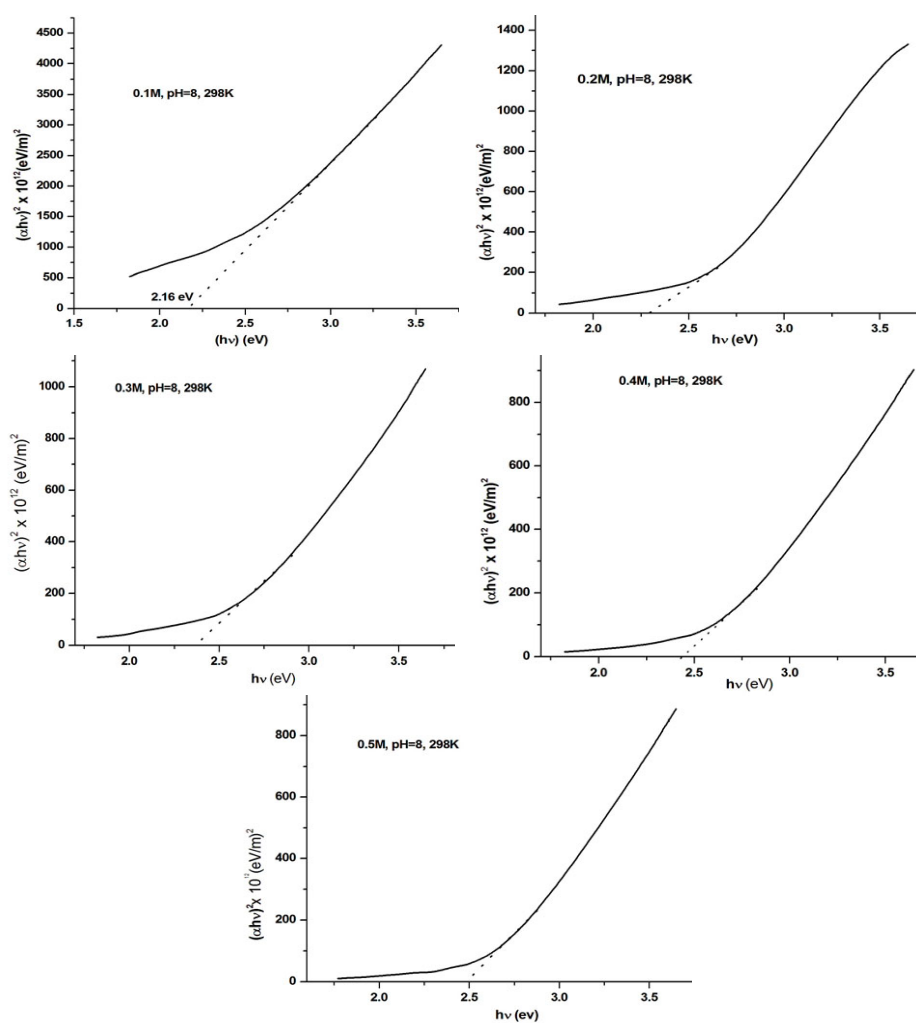 4500
4000
3500
3000
2500
2000
1500
1000
500
0
(αhν)² x 10¹²(eV/m)²
0.1M, pH=8, 298K
2.16 eV
1.5 2.0 2.5 3.0 3.5
(hν) (eV)
1400
1200
1000
800
600
400
200
0
(αhν)² x 10¹²(eV/m)²
0.2M, pH=8, 298K
2.0 2.5 3.0 3.5
hν (eV)
1000
800
600
400
200
0
(αhν)² x 10¹² (eV/m)²
0.3M, pH=8, 298K
2.0 2.5 3.0 3.5
hν (eV)
800
600
400
200
0
(αhν)² x 10¹² (eV/m)²
0.4M, pH=8, 298K
2.0 2.5 3.0 3.5
hν (eV)
800
600
400
200
0
(αhν)² x 10¹² (eV/m)²
0.5M, pH=8, 298K
2.0 2.5 3.0 3.5
hν (ev)